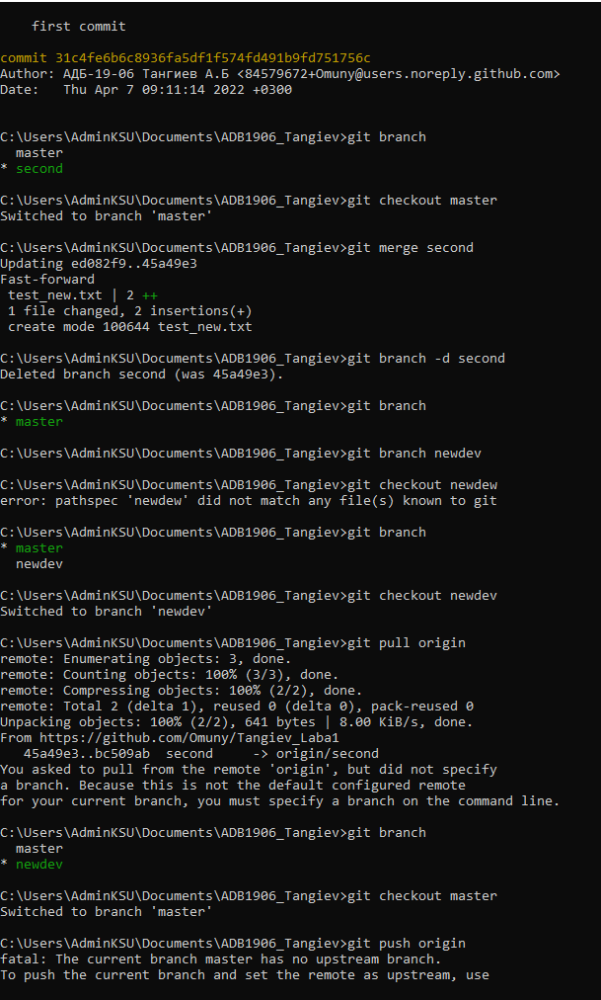 first commit
commit 31c4fe6b6c8936fa5df1f574fd491b9fd751756c
Author: АДБ-19-06 Тангиев А.Б <84579672+Omuny@users.noreply.github.com>
Date:   Thu Apr 7 09:11:14 2022 +0300
C:\Users\AdminKSU\Documents\ADB1906_Tangiev>git branch
  master
* second
C:\Users\AdminKSU\Documents\ADB1906_Tangiev>git checkout master
Switched to branch 'master'
C:\Users\AdminKSU\Documents\ADB1906_Tangiev>git merge second
Updating ed082f9..45a49e3
Fast-forward
 test_new.txt | 2 ++
 1 file changed, 2 insertions(+)
 create mode 100644 test_new.txt
C:\Users\AdminKSU\Documents\ADB1906_Tangiev>git branch -d second
Deleted branch second (was 45a49e3).
C:\Users\AdminKSU\Documents\ADB1906_Tangiev>git branch
* master
C:\Users\AdminKSU\Documents\ADB1906_Tangiev>git branch newdev
C:\Users\AdminKSU\Documents\ADB1906_Tangiev>git checkout newdew
error: pathspec 'newdew' did not match any file(s) known to git
C:\Users\AdminKSU\Documents\ADB1906_Tangiev>git branch
* master
  newdev
C:\Users\AdminKSU\Documents\ADB1906_Tangiev>git checkout newdev
Switched to branch 'newdev'
C:\Users\AdminKSU\Documents\ADB1906_Tangiev>git pull origin
remote: Enumerating objects: 3, done.
remote: Counting objects: 100% (3/3), done.
remote: Compressing objects: 100% (2/2), done.
remote: Total 2 (delta 1), reused 0 (delta 0), pack-reused 0
Unpacking objects: 100% (2/2), 641 bytes | 8.00 KiB/s, done.
From https://github.com/Omuny/Tangiev_Laba1
   45a49e3..bc509ab  second     -> origin/second
You asked to pull from the remote 'origin', but did not specify
a branch. Because this is not the default configured remote
for your current branch, you must specify a branch on the command line.
C:\Users\AdminKSU\Documents\ADB1906_Tangiev>git branch
  master
* newdev
C:\Users\AdminKSU\Documents\ADB1906_Tangiev>git checkout master
Switched to branch 'master'
C:\Users\AdminKSU\Documents\ADB1906_Tangiev>git push origin
fatal: The current branch master has no upstream branch.
To push the current branch and set the remote as upstream, use